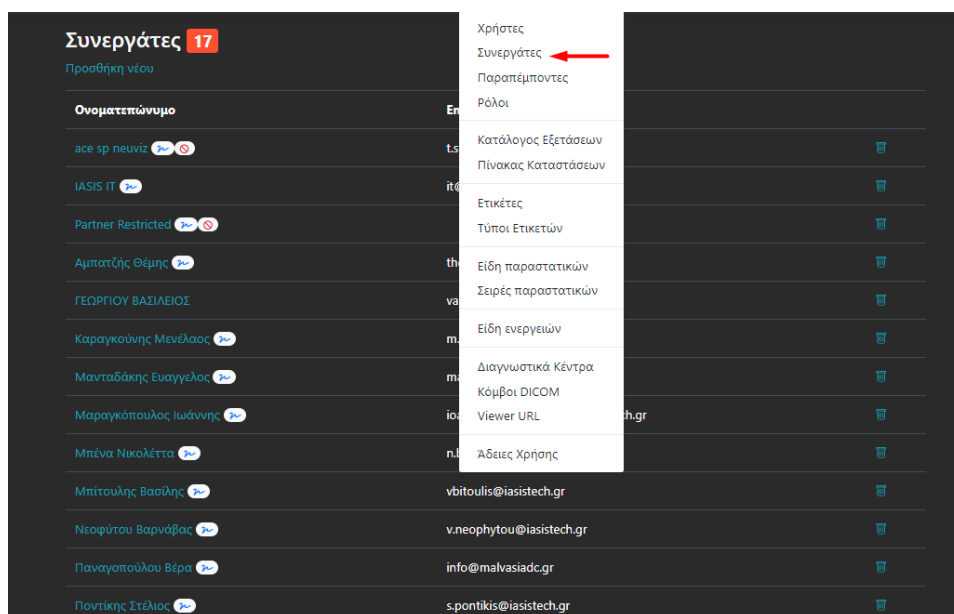 Συνεργάτες 17
Προσθήκη νέου
Ονοματεπώνυμο
ace sp neuviz
IASIS IT
Partner Restricted
Αμπατζής Θέμης
ΓΕΩΡΓΙΟΥ ΒΑΣΙΛΕΙΟΣ
Καραγκούνης Μενέλαος
Μανταδάκης Ευαγγελος
Μαραγκόπουλος Ιωάννης
Μπένα Νικολέττα
Μπίτουλης Βασίλης vbitoulis@iasistech.gr
Νεοφύτου Βαρνάβας v.neophytou@iasistech.gr
Παναγοπούλου Βέρα info@malvasiadc.gr
Ποντίκης Στέλιος s.pontikis@iasistech.gr
Χρήστες
Συνεργάτες
Παραπέμποντες
Ρόλοι
Κατάλογος Εξετάσεων
Πίνακας Καταστάσεων
Ετικέτες
Τύποι Ετικετών
Είδη παραστατικών
Σειρές παραστατικών
Είδη ενεργειών
Διαγνωστικά Κέντρα
Κόμβοι DICOM
Viewer URL
Άδειες Χρήσης